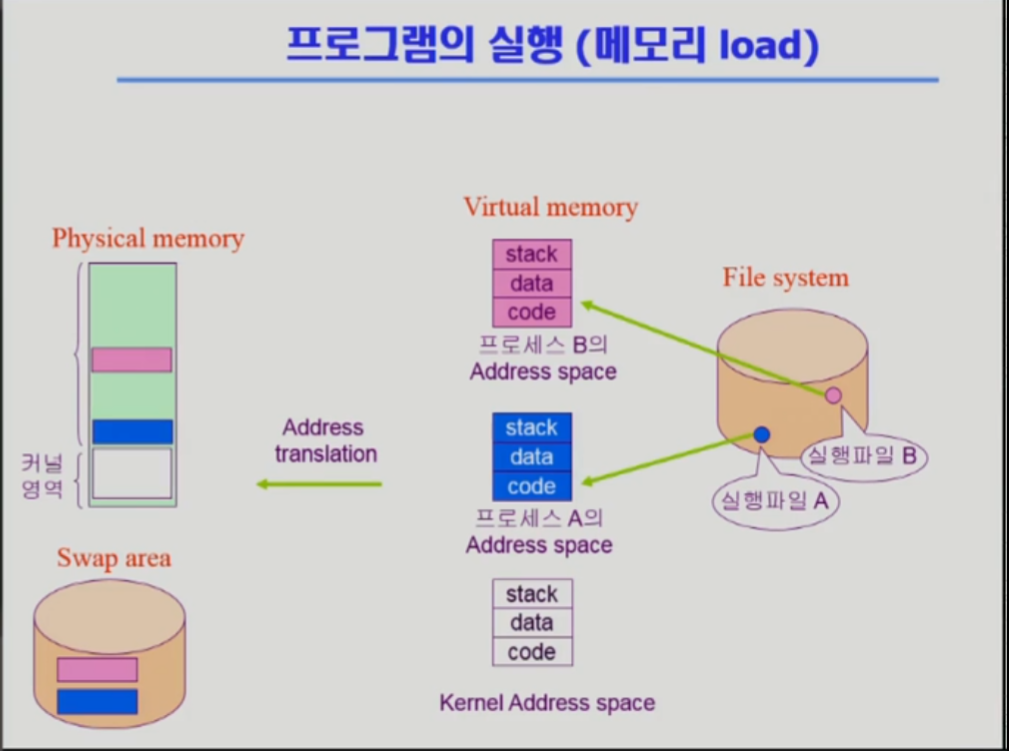 프로그램의 실행 (메모리 load)
Virtual memory
Physical memory
File system
stack
data
code
프로세스 B의
Address space
Address
translation
커널
영역
stack
data
code
프로세스 A의
Address space
실행파일 B
실행파일 A
Swap area
stack
data
code
Kernel Address space